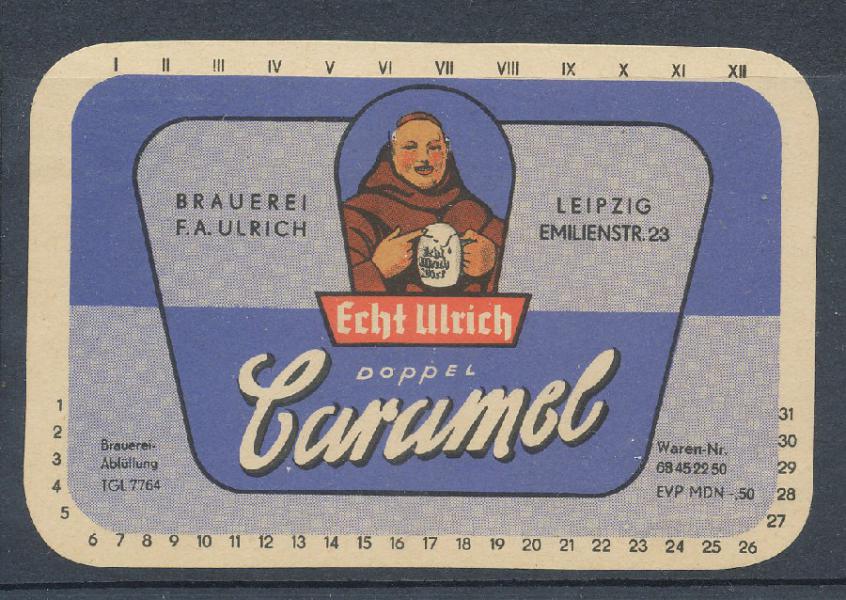 I II III IV V VI VII VIII IX X XI XII
BRAUEREI
F.A. ULRICH
LEIPZIG
EMILIENSTR. 23
Echt
Ulrich
Echt Ulrich
DOPPEL
Caramel
Brauerei-
Abfüllung
TGL 7764
Waren-Nr.
68 45 22 50
EVP MDN -,50
1
2
3
4
5
6 7 8 9 10 11 12 13 14 15 16 17 18 19 20 21 22 23 24 25 26
27
28
29
30
31